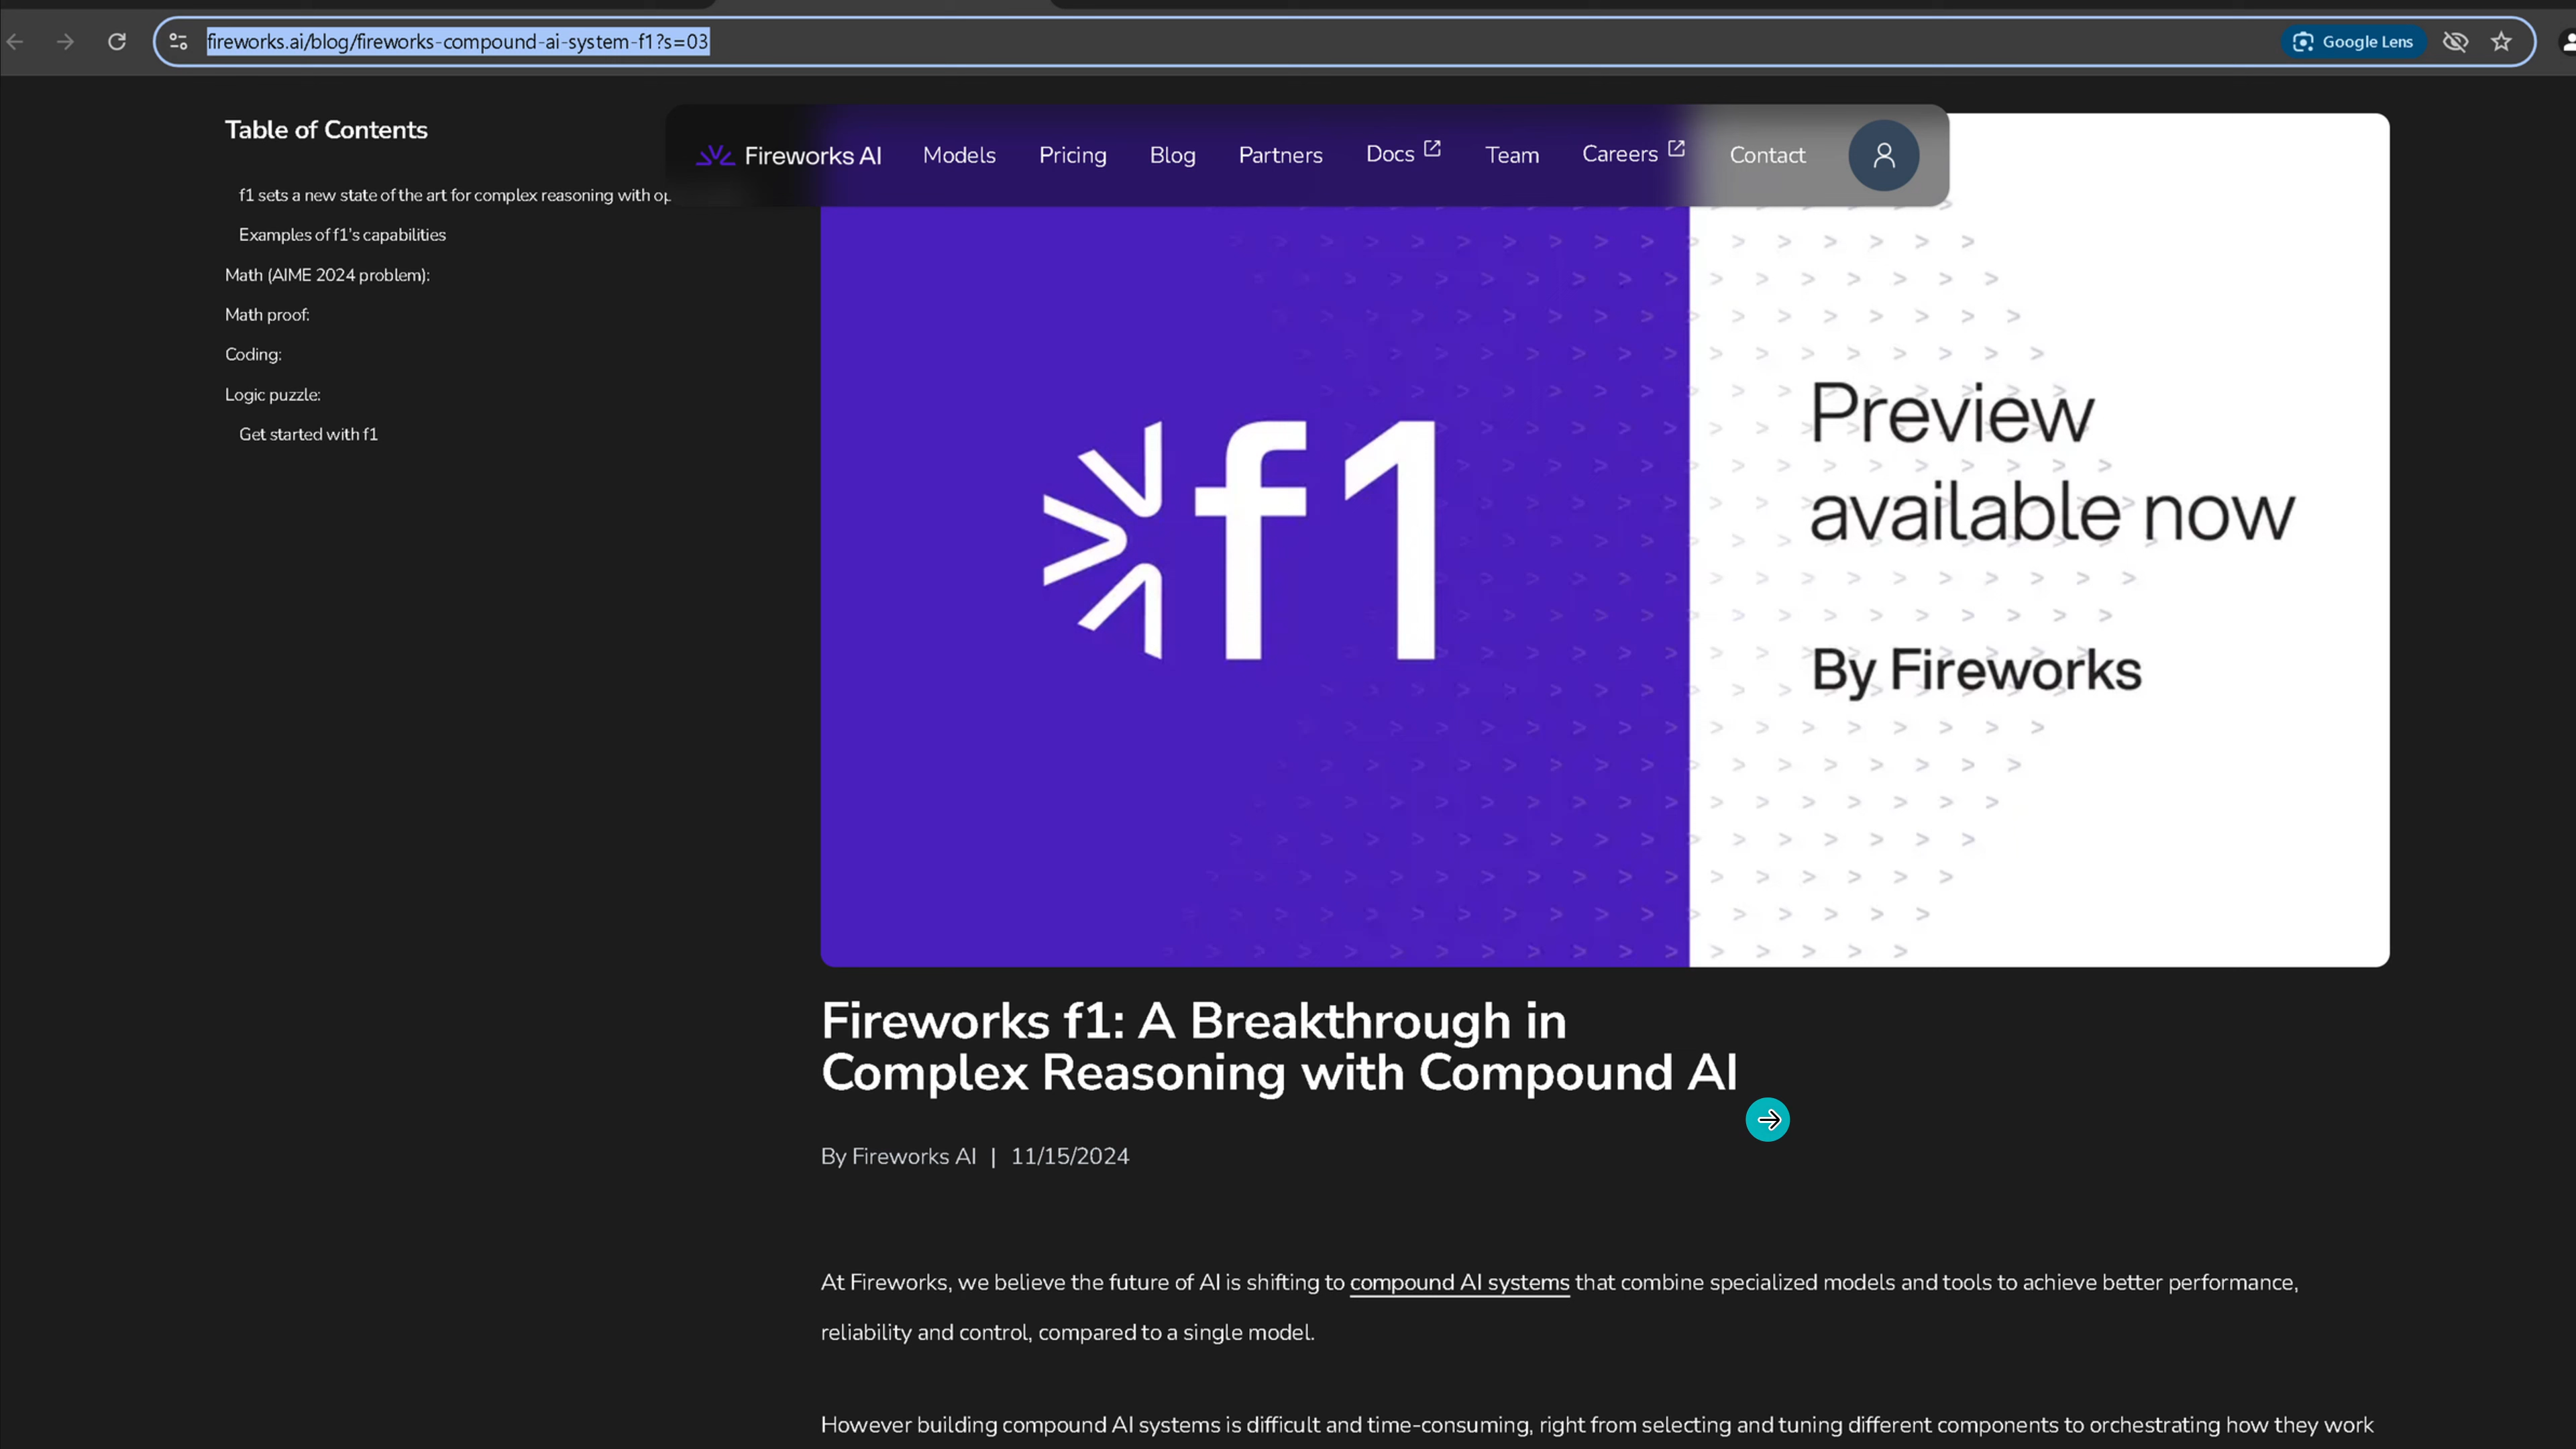 fireworks.ai/blog/fireworks-compound-ai-system-f1?s=03
Google Lens
Fireworks AI
Models
Pricing
Blog
Partners
Docs
Team
Careers
Contact
Table of Contents
f1 sets a new state of the art for complex reasoning with
Examples of f1's capabilities
Math (AIME 2024 problem):
Math proof:
Coding:
Logic puzzle:
Get started with f1
f1
Preview
available now
By Fireworks
Fireworks f1: A Breakthrough in
Complex Reasoning with Compound AI
By Fireworks AI | 11/15/2024
At Fireworks, we believe the future of AI is shifting to compound AI systems that combine specialized models and tools to achieve better performance,
reliability and control, compared to a single model.
However building compound AI systems is difficult and time-consuming, right from selecting and tuning different components to orchestrating how they work